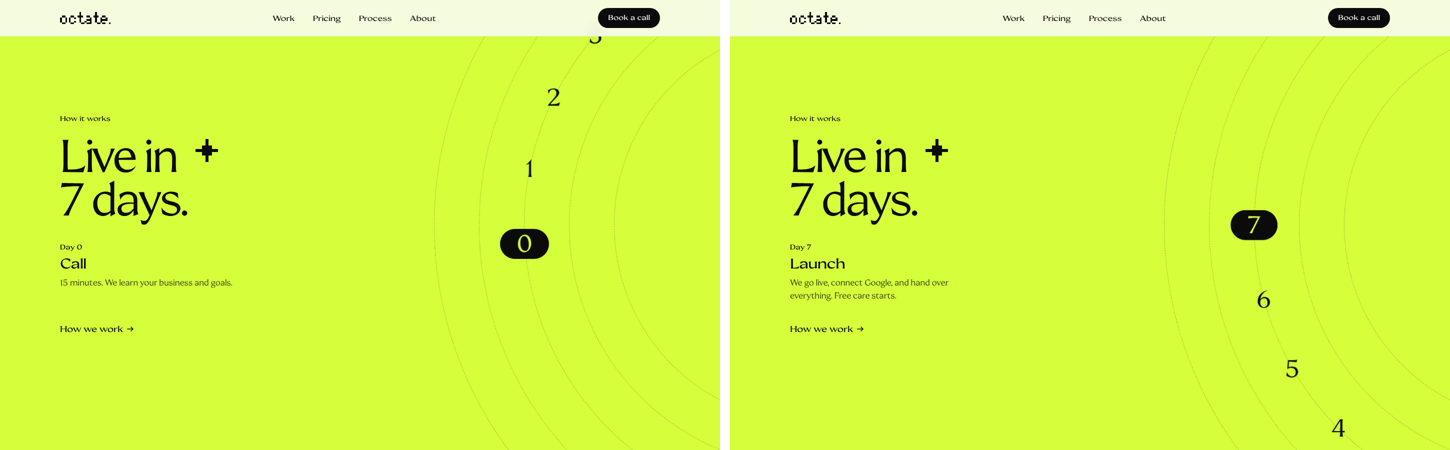 octate.
Work Pricing Process About
Book a call
3
2
1
0
How it works
Live in
7 days.
Day 0
Call
15 minutes. We learn your business and goals.
How we work →
octate.
Work Pricing Process About
Book a call
How it works
Live in
7 days.
Day 7
Launch
We go live, connect Google, and hand over
everything. Free care starts.
How we work →
7
6
5
4